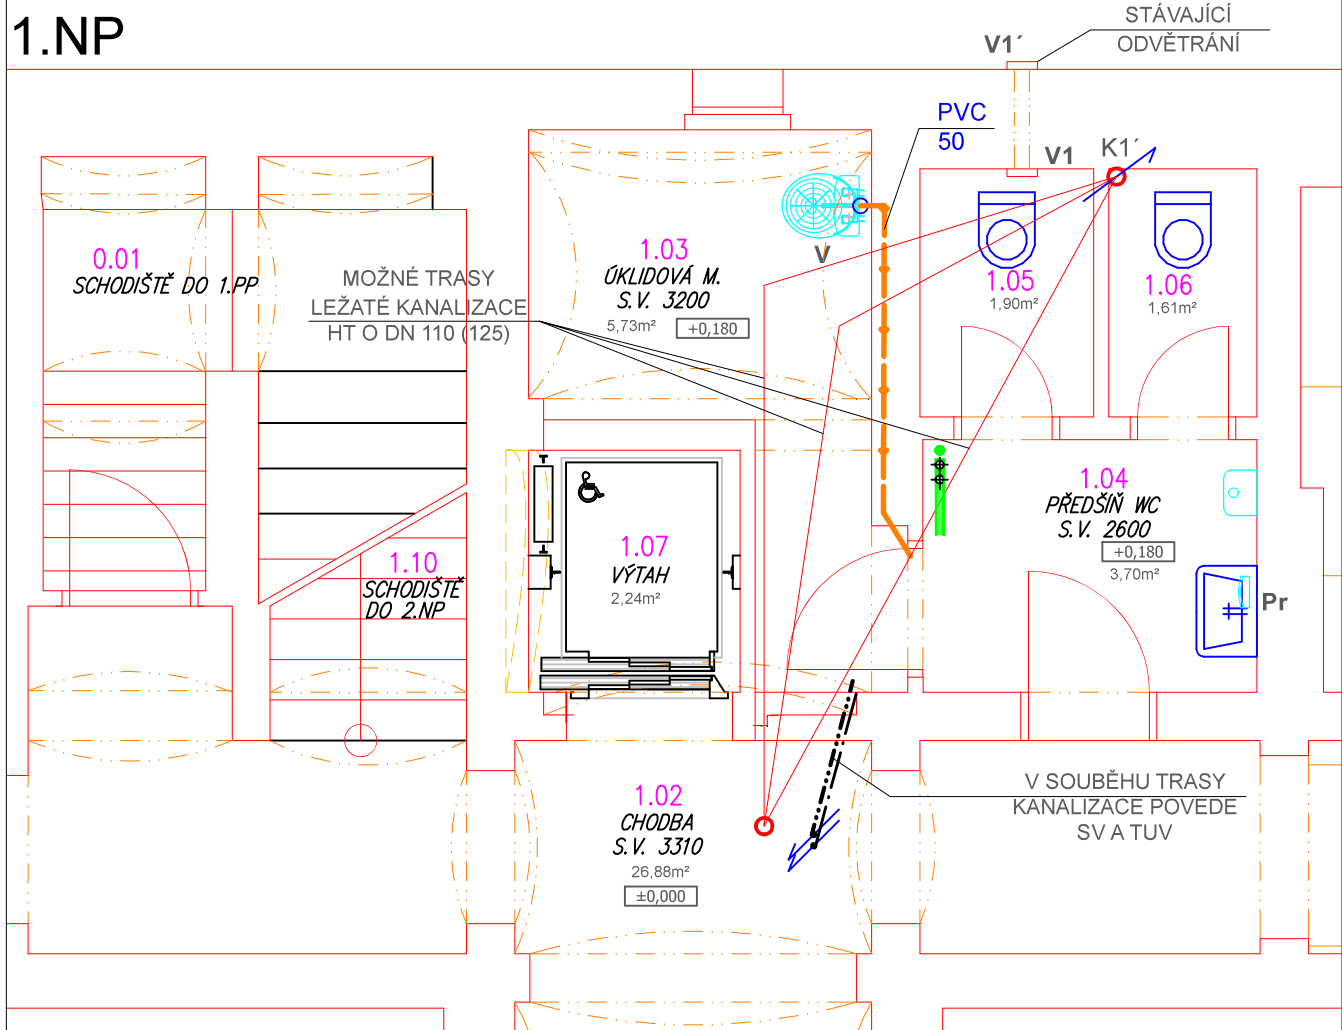 1.NP
STÁVAJÍCÍ
ODVĚTRÁNÍ
V1´
PVC
50
V1
K1´
0.01
SCHODIŠTĚ DO 1.PP
MOŽNÉ TRASY
LEŽATÉ KANALIZACE
HT O DN 110 (125)
1.03
ÚKLIDOVÁ M.
S.V. 3200
5,73m²
+0,180
V
1.05
1,90m²
1.06
1,61m²
1.04
PŘEDŠÍŇ WC
S.V. 2600
+0,180
3,70m²
Pr
1.07
VÝTAH
2,24m²
1.10
SCHODIŠTĚ
DO 2.NP
1.02
CHODBA
S.V. 3310
26,88m²
±0,000
V SOUBĚHU TRASY
KANALIZACE POVEDE
SV A TUV